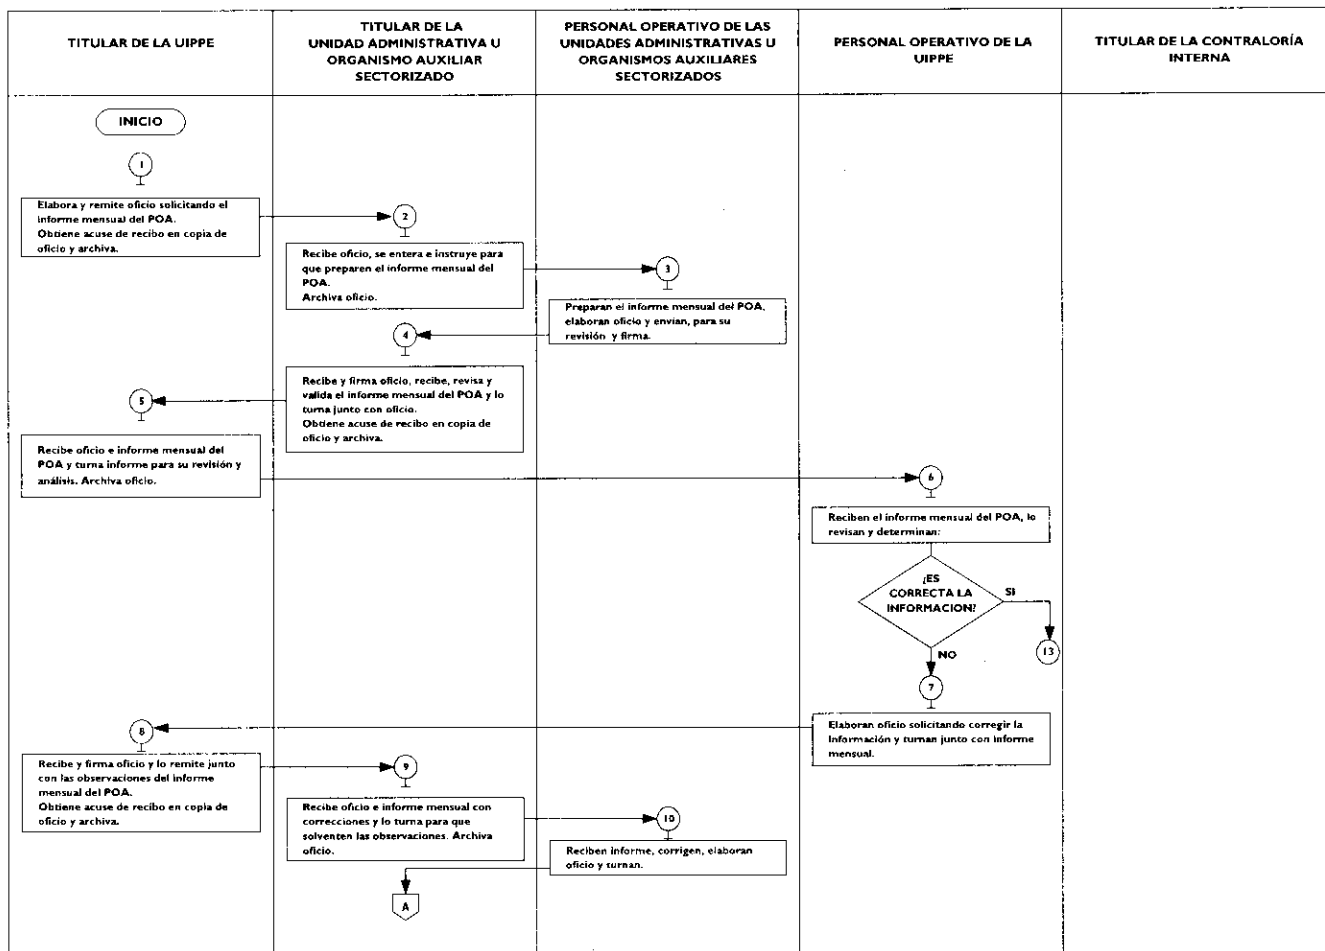 TITULAR DE LA UIPPE
TITULAR DE LA
UNIDAD ADMINISTRATIVA U
ORGANISMO AUXILIAR
SECTORIZADO
PERSONAL OPERATIVO DE LAS
UNIDADES ADMINISTRATIVAS U
ORGANISMOS AUXILIARES
SECTORIZADOS
PERSONAL OPERATIVO DE LA
UIPPE
TITULAR DE LA CONTRALORÍA
INTERNA
INICIO
1
Elabora y remite oficio solicitando el
informe mensual del POA.
Obtiene acuse de recibo en copia de
oficio y archiva.
2
Recibe oficio, se entera e instruye para
que preparen el informe mensual del
POA.
Archiva oficio.
3
Preparan el informe mensual del POA,
elaboran oficio y envían, para su
revisión y firma.
4
Recibe y firma oficio, recibe, revisa y
valida el informe mensual del POA y lo
turna junto con oficio.
Obtiene acuse de recibo en copia de
oficio y archiva.
5
Recibe oficio e informe mensual del
POA y turna informe para su revisión y
análisis. Archiva oficio.
6
Reciben el informe mensual del POA, lo
revisan y determinan:
¿ES
CORRECTA LA
INFORMACION?
SI
13
NO
7
Elaboran oficio solicitando corregir la
Información y turnan junto con informe
mensual.
8
Recibe y firma oficio y lo remite junto
con las observaciones del informe
mensual del POA.
Obtiene acuse de recibo en copia de
oficio y archiva.
9
Recibe oficio e informe mensual con
correcciones y lo turna para que
solventen las observaciones. Archiva
oficio.
10
Reciben informe, corrigen, elaboran
oficio y turnan.
A